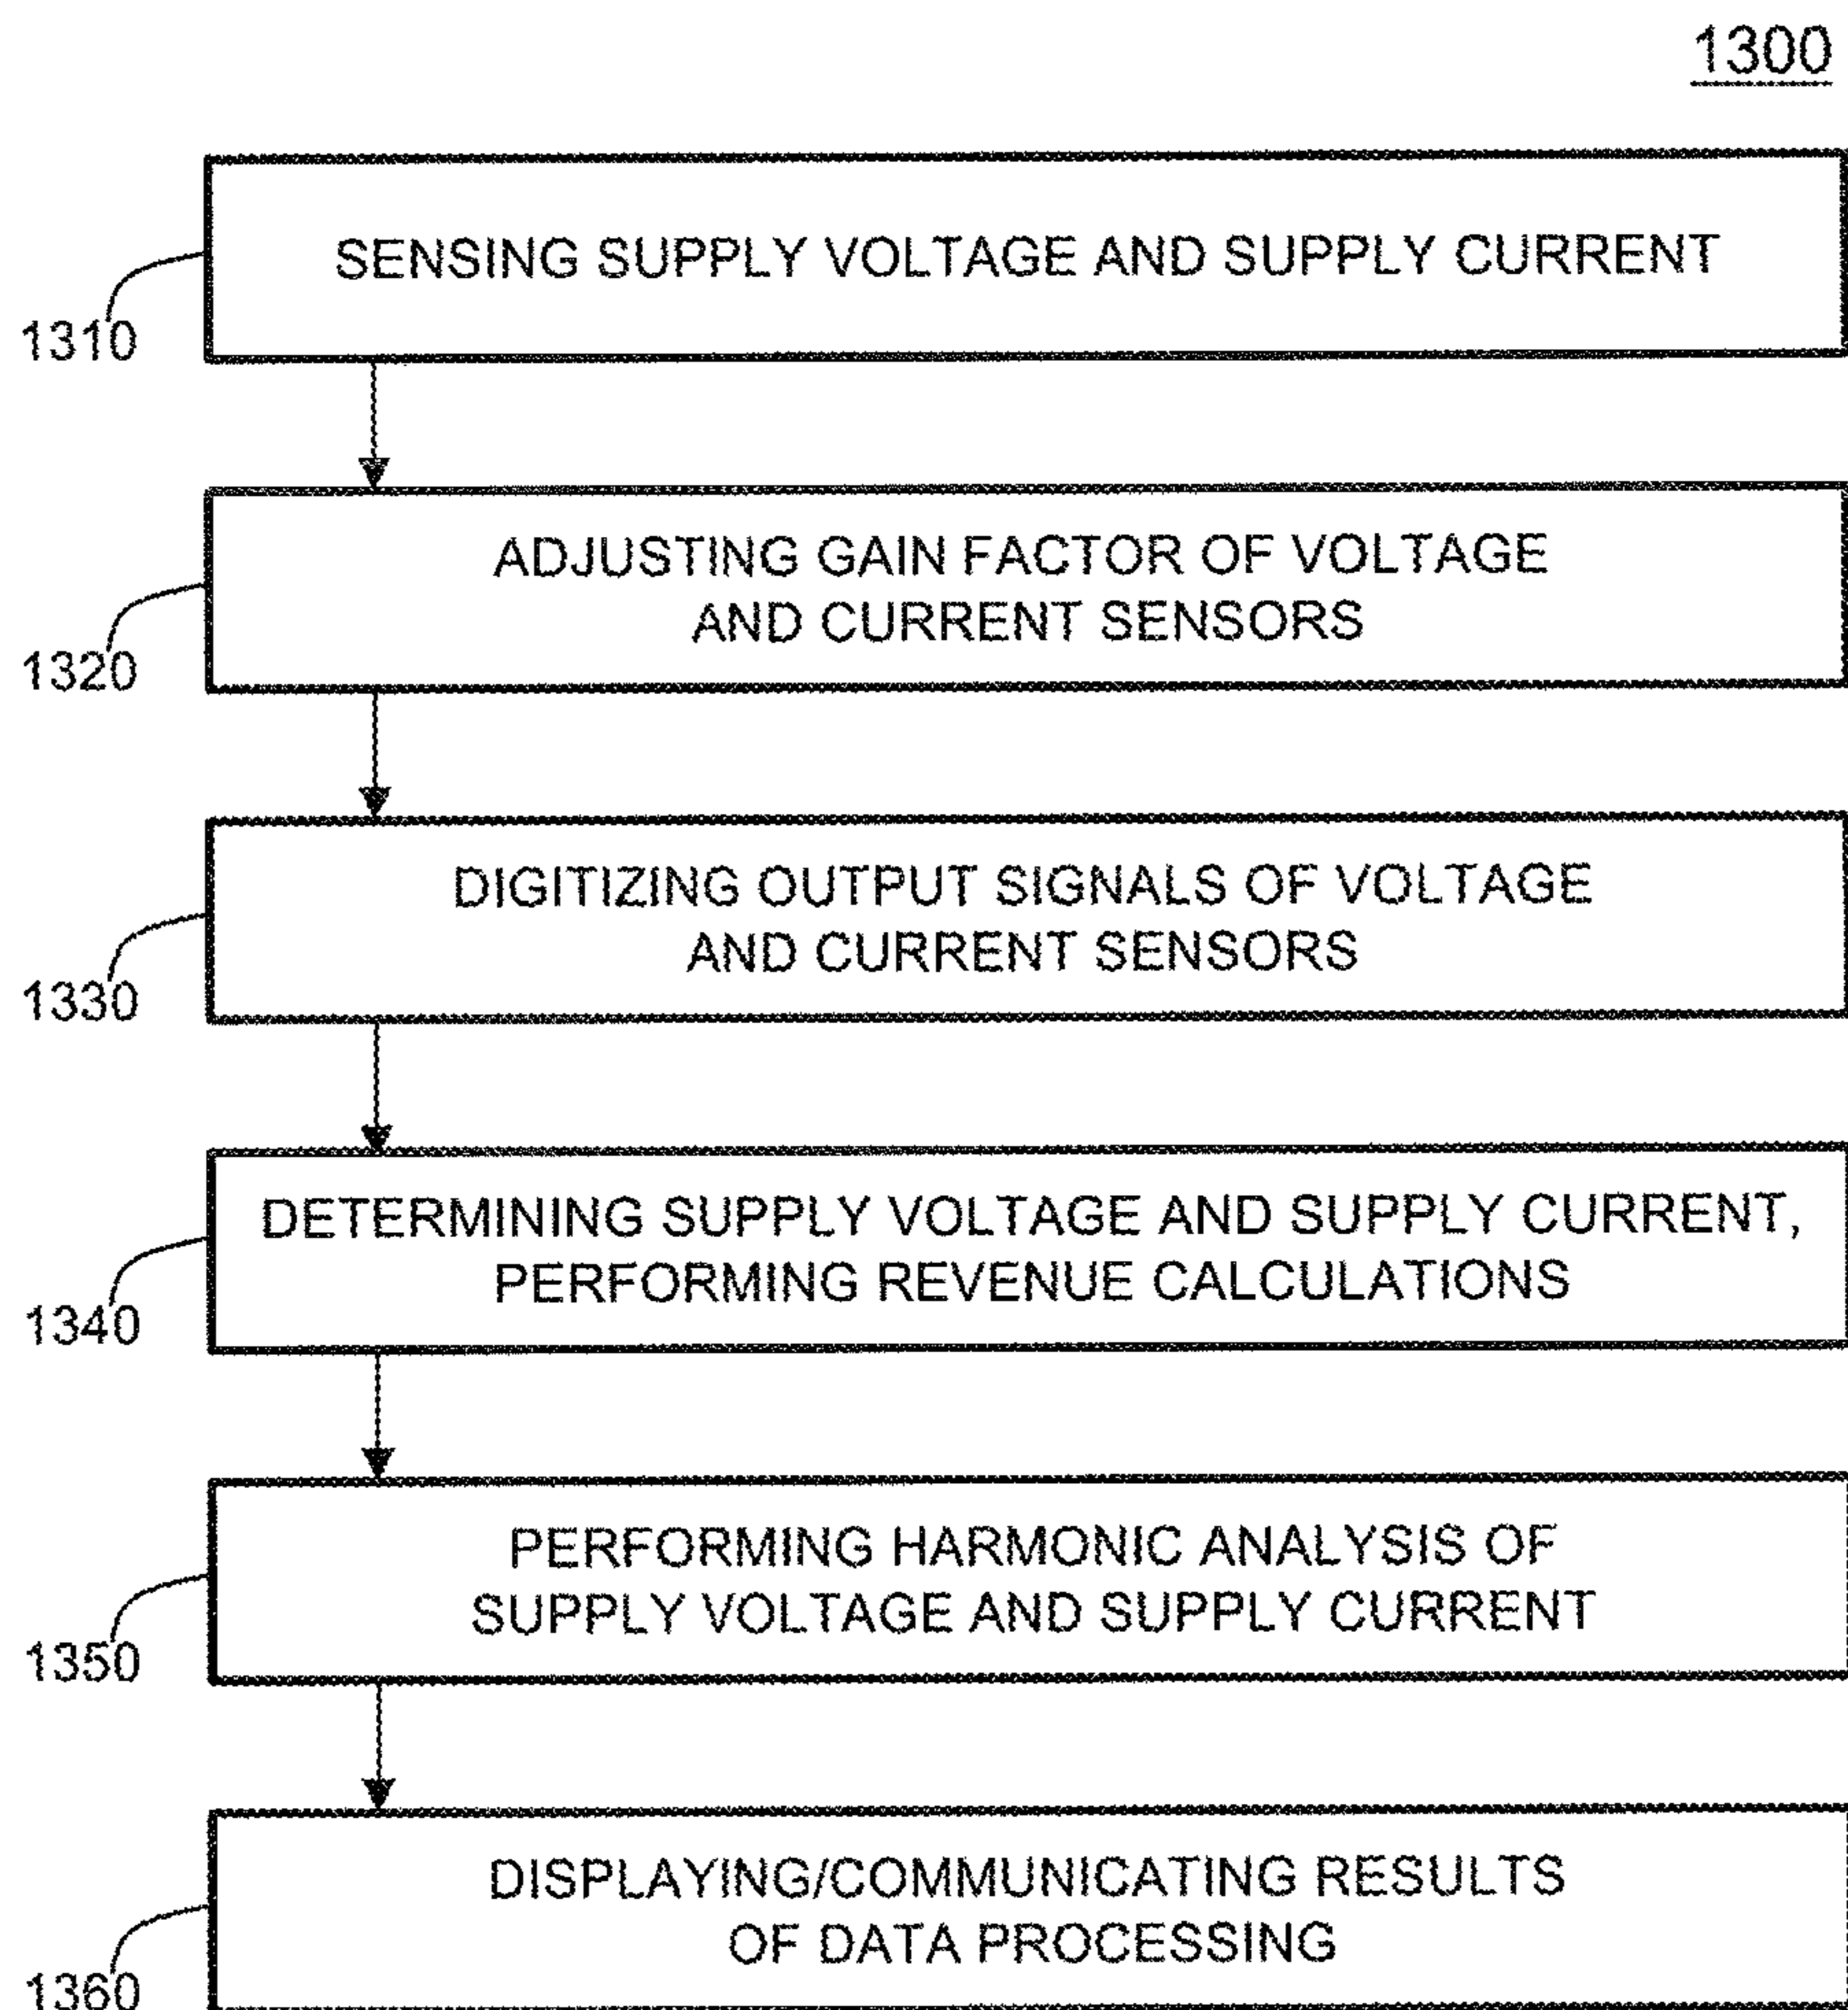 1300
SENSING SUPPLY VOLTAGE AND SUPPLY CURRENT
1310
ADJUSTING GAIN FACTOR OF VOLTAGE
AND CURRENT SENSORS
1320
DIGITIZING OUTPUT SIGNALS OF VOLTAGE
AND CURRENT SENSORS
1330
DETERMINING SUPPLY VOLTAGE AND SUPPLY CURRENT,
PERFORMING REVENUE CALCULATIONS
1340
PERFORMING HARMONIC ANALYSIS OF
SUPPLY VOLTAGE AND SUPPLY CURRENT
1350
DISPLAYING/COMMUNICATING RESULTS
OF DATA PROCESSING
1360